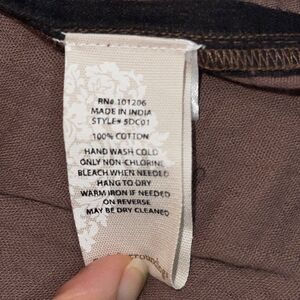 RN# 101206
MADE IN INDIA
STYLE# 5DC01
100% COTTON
HAND WASH COLD
ONLY NON-CHLORINE
BLEACH WHEN NEEDED
HANG TO DRY
WARM IRON IF NEEDED
ON REVERSE
MAY BE DRY CLEANED